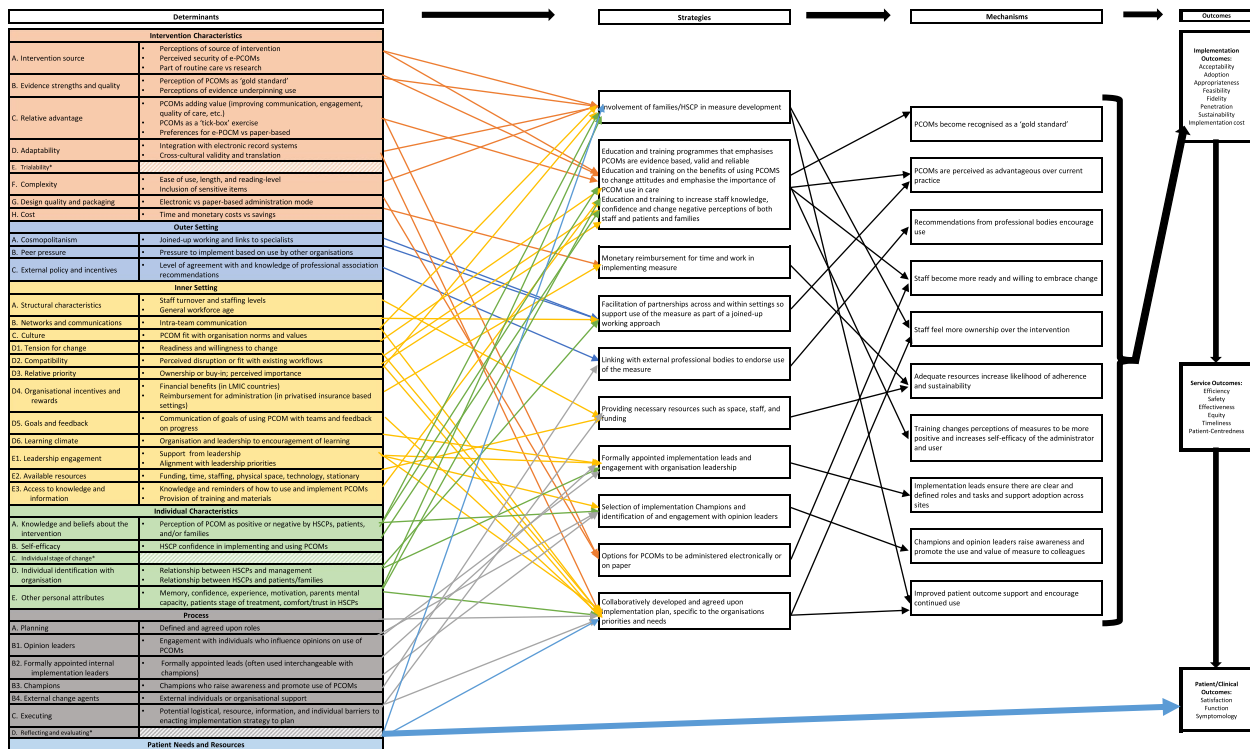 Determinants
Strategies
Mechanisms
Outcomes
Intervention Characteristics
A. Intervention source
• Perceptions of source of intervention
• Perceived security of e-PCOMs
• Part of routine care vs research
B. Evidence strengths and quality
• Perception of PCOMs as ‘gold standard’
• Perceptions of evidence underpinning use
C. Relative advantage
• PCOMs adding value (improving communication, engagement,
quality of care, etc.)
• PCOMs as a ‘tick-box’ exercise
• Preferences for e-POCM vs paper-based
D. Adaptability
• Integration with electronic record systems
• Cross-cultural validity and translation
E. Trialability*
F. Complexity
• Ease of use, length, and reading-level
• Inclusion of sensitive items
G. Design quality and packaging
• Electronic vs paper-based administration mode
H. Cost
• Time and monetary costs vs savings
Outer Setting
A. Cosmopolitanism
• Joined-up working and links to specialists
B. Peer pressure
• Pressure to implement based on use by other organisations
C. External policy and incentives
• Level of agreement with and knowledge of professional association
recommendations
Inner Setting
A. Structural characteristics
• Staff turnover and staffing levels
• General workforce age
B. Networks and communications
• Intra-team communication
C. Culture
• PCOM fit with organisation norms and values
D1. Tension for change
• Readiness and willingness to change
D2. Compatibility
• Perceived disruption or fit with existing workflows
D3. Relative priority
• Ownership or buy-in; perceived importance
D4. Organisational incentives and
rewards
• Financial benefits (in LMIC countries)
• Reimbursement for administration (in privatised insurance based
settings)
D5. Goals and feedback
• Communication of goals of using PCOM with teams and feedback
on progress
D6. Learning climate
• Organisation and leadership to encouragement of learning
E1. Leadership engagement
• Support from leadership
• Alignment with leadership priorities
E2. Available resources
• Funding, time, staffing, physical space, technology, stationary
E3. Access to knowledge and
information
• Knowledge and reminders of how to use and implement PCOMs
• Provision of training and materials
Individual Characteristics
A. Knowledge and beliefs about the
intervention
• Perception of PCOM as positive or negative by HSCPs, patients,
and/or families
B. Self-efficacy
• HSCP confidence in implementing and using PCOMs
C. Individual stage of change*
D. Individual identification with
organisation
• Relationship between HSCPs and management
• Relationship between HSCPs and patients/families
E. Other personal attributes
• Memory, confidence, experience, motivation, parents mental
capacity, patients stage of treatment, comfort/trust in HSCPs
Process
A. Planning
• Defined and agreed upon roles
B1. Opinion leaders
• Engagement with individuals who influence opinions on use of
PCOMs
B2. Formally appointed internal
implementation leaders
• Formally appointed leads (often used interchangeable with
champions)
B3. Champions
• Champions who raise awareness and promote use of PCOMs
B4. External change agents
• External individuals or organisational support
C. Executing
• Potential logistical, resource, information, and individual barriers to
enacting implementation strategy to plan
D. Reflecting and evaluating*
Patient Needs and Resources
Involvement of families/HSCP in measure development
Education and training programmes that emphasises
PCOMs are evidence based, valid and reliable
Education and training on the benefits of using PCOMS
to change attitudes and emphasise the importance of
PCOM use in care
Education and training to increase staff knowledge,
confidence and change negative perceptions of both
staff and patients and families
Monetary reimbursement for time and work in
implementing measure
Facilitation of partnerships across and within settings so
support use of the measure as part of a joined-up
working approach
Linking with external professional bodies to endorse use
of the measure
Providing necessary resources such as space, staff, and
funding
Formally appointed implementation leads and
engagement with organisation leadership
Selection of implementation Champions and
identification of and engagement with opinion leaders
Options for PCOMs to be administered electronically or
on paper
Collaboratively developed and agreed upon
implementation plan, specific to the organisations
priorities and needs
PCOMs become recognised as a ‘gold standard’
PCOMs are perceived as advantageous over current
practice
Recommendations from professional bodies encourage
use
Staff become more ready and willing to embrace change
Staff feel more ownership over the intervention
Adequate resources increase likelihood of adherence
and sustainability
Training changes perceptions of measures to be more
positive and increases self-efficacy of the administrator
and user
Implementation leads ensure there are clear and
defined roles and tasks and support adoption across
sites
Champions and opinion leaders raise awareness and
promote the use and value of measure to colleagues
Improved patient outcome support and encourage
continued use
Implementation
Outcomes:
Acceptability
Adoption
Appropriateness
Feasibility
Fidelity
Penetration
Sustainability
Implementation cost
Service Outcomes:
Efficiency
Safety
Effectiveness
Equity
Timeliness
Patient-Centredness
Patient/Clinical
Outcomes:
Satisfaction
Function
Symptomology